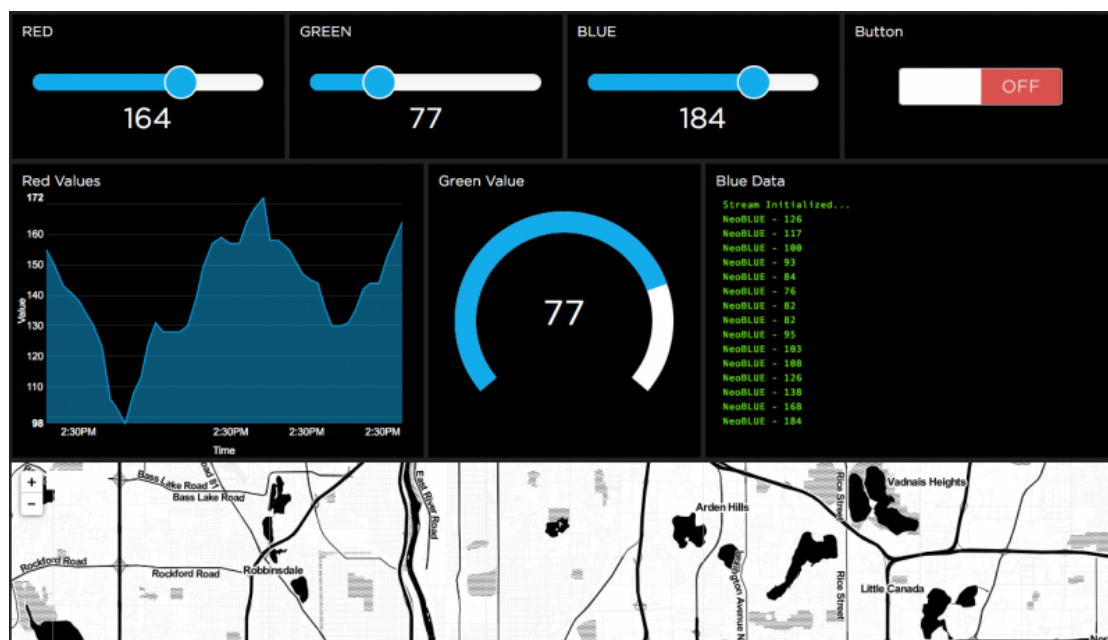 RED
164
GREEN
77
BLUE
184
Button
OFF
Red Values
172
160
150
140
130
120
110
98
Value
2:30PM
2:30PM
2:30PM
2:30PM
Time
Green Value
77
Blue Data
Stream Initialized...
NeoBLUE - 126
NeoBLUE - 117
NeoBLUE - 100
NeoBLUE - 93
NeoBLUE - 84
NeoBLUE - 76
NeoBLUE - 82
NeoBLUE - 82
NeoBLUE - 95
NeoBLUE - 103
NeoBLUE - 108
NeoBLUE - 126
NeoBLUE - 138
NeoBLUE - 168
NeoBLUE - 184
+
−
Bass Lake Road
Road 81
Bass Lake Road
East River Road
Rockford Road
Rockford Road
Robbinsdale
Arden Hills
Rice Street
Vadnais Heights
Avenue N
Rice Street
Little Canada